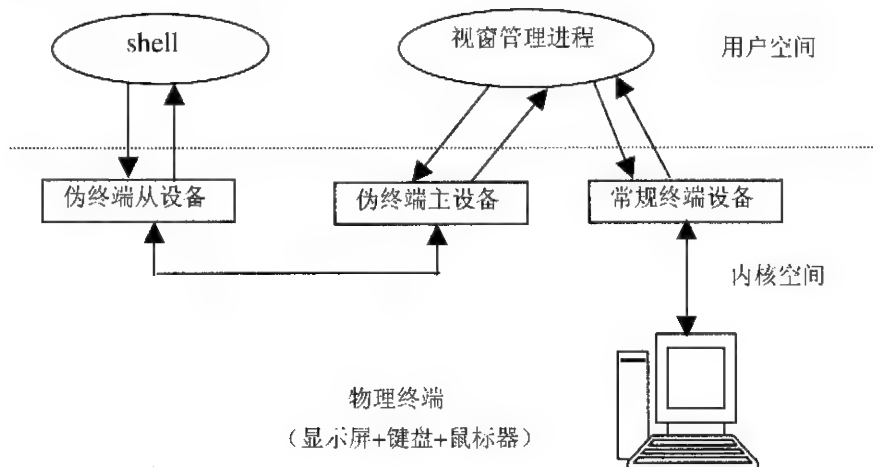 shell
视窗管理进程
用户空间
伪终端从设备
伪终端主设备
常规终端设备
内核空间
物理终端
（显示屏+键盘+鼠标器）